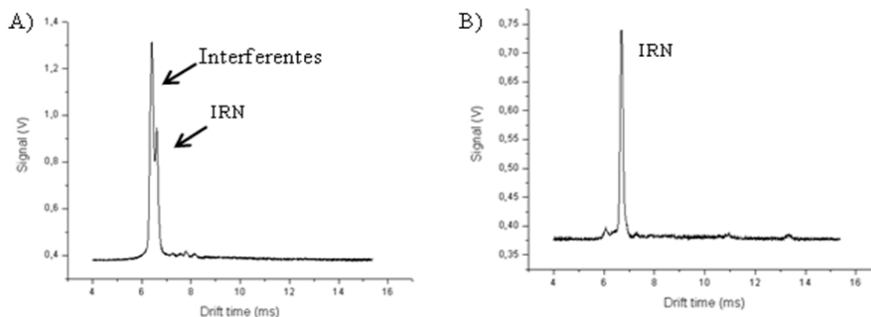 A)
1,4
1,2
1,0
0,8
0,6
0,4
Signal (V)
Interferentes
IRN
4 6 8 10 12 14 16
Drift time (ms)
B)
0,75
0,70
0,65
0,60
0,55
0,50
0,45
0,40
0,35
Signal (V)
IRN
4 6 8 10 12 14 16
Drift time (ms)